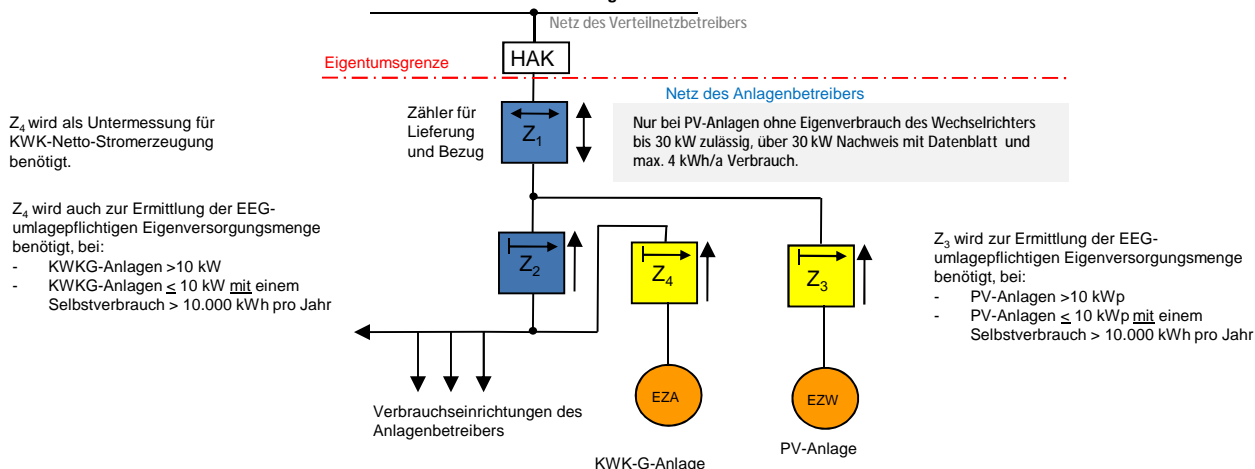 Netz des Verteilnetzbetreibers
HAK
Eigentumsgrenze
Netz des Anlagenbetreibers
Zähler für
Lieferung
und Bezug
Z1
Nur bei PV-Anlagen ohne Eigenverbrauch des Wechselrichters
bis 30 kW zulässig, über 30 kW Nachweis mit Datenblatt und
max. 4 kWh/a Verbrauch.
Z4 wird als Untermessung für
KWK-Netto-Stromerzeugung
benötigt.
Z4 wird auch zur Ermittlung der EEG-
umlagepflichtigen Eigenversorgungsmenge
benötigt, bei:
- KWKG-Anlagen >10 kW
- KWKG-Anlagen ≤ 10 kW mit einem
Selbstverbrauch > 10.000 kWh pro Jahr
Z2
Z4
Z3
Z3 wird zur Ermittlung der EEG-
umlagepflichtigen Eigenversorgungsmenge
benötigt, bei:
- PV-Anlagen >10 kWp
- PV-Anlagen ≤ 10 kWp mit einem
Selbstverbrauch > 10.000 kWh pro Jahr
EZA
EZW
Verbrauchseinrichtungen des
Anlagenbetreibers
KWK-G-Anlage
PV-Anlage